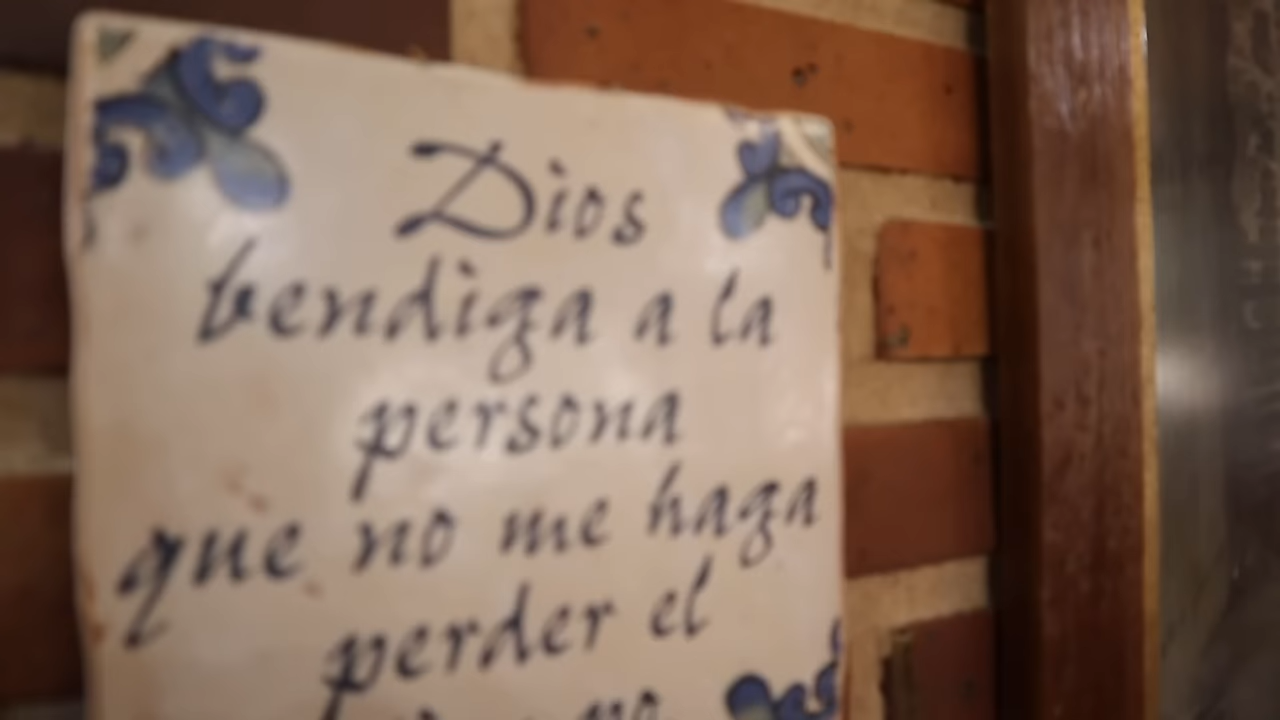 Dios
bendiga a la
persona
que no me haga
perder el